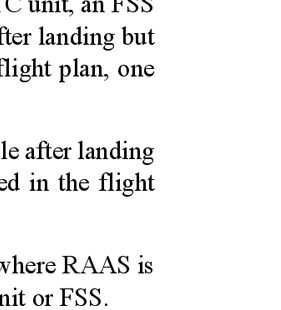 C unit, an FSS
fter landing but
flight plan, one
le after landing
ed in the flight
where RAAS is
nit or FSS.